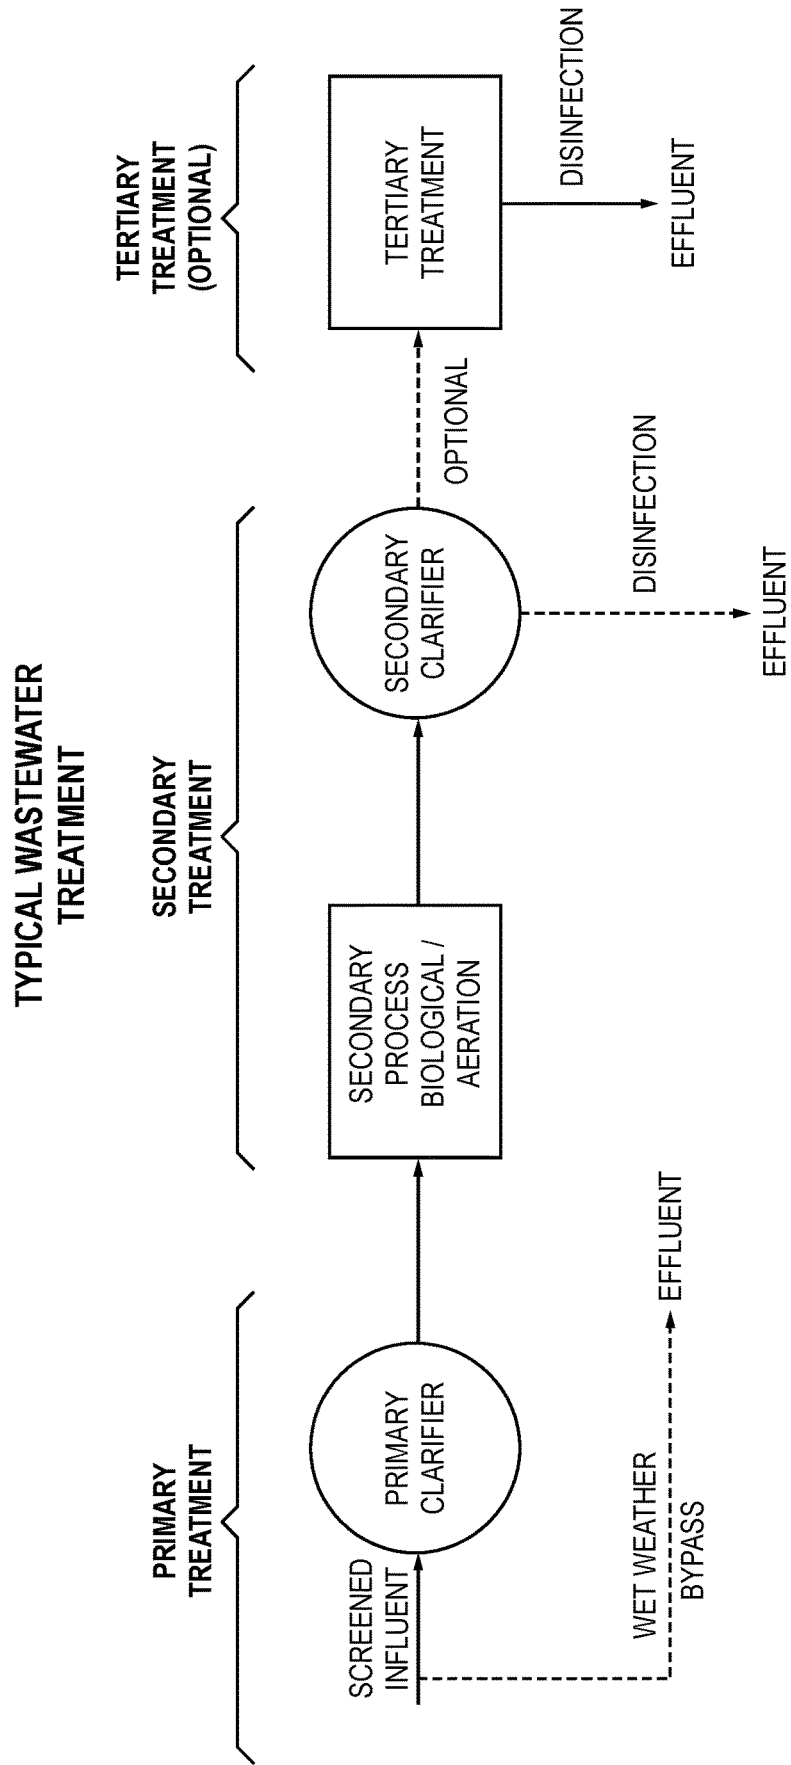 TYPICAL WASTEWATER
TREATMENT
PRIMARY
TREATMENT
SECONDARY
TREATMENT
TERTIARY
TREATMENT
(OPTIONAL)
SCREENED
INFLUENT
PRIMARY
CLARIFIER
SECONDARY
PROCESS
BIOLOGICAL /
AERATION
SECONDARY
CLARIFIER
OPTIONAL
TERTIARY
TREATMENT
WET WEATHER
BYPASS
EFFLUENT
DISINFECTION
EFFLUENT
DISINFECTION
EFFLUENT